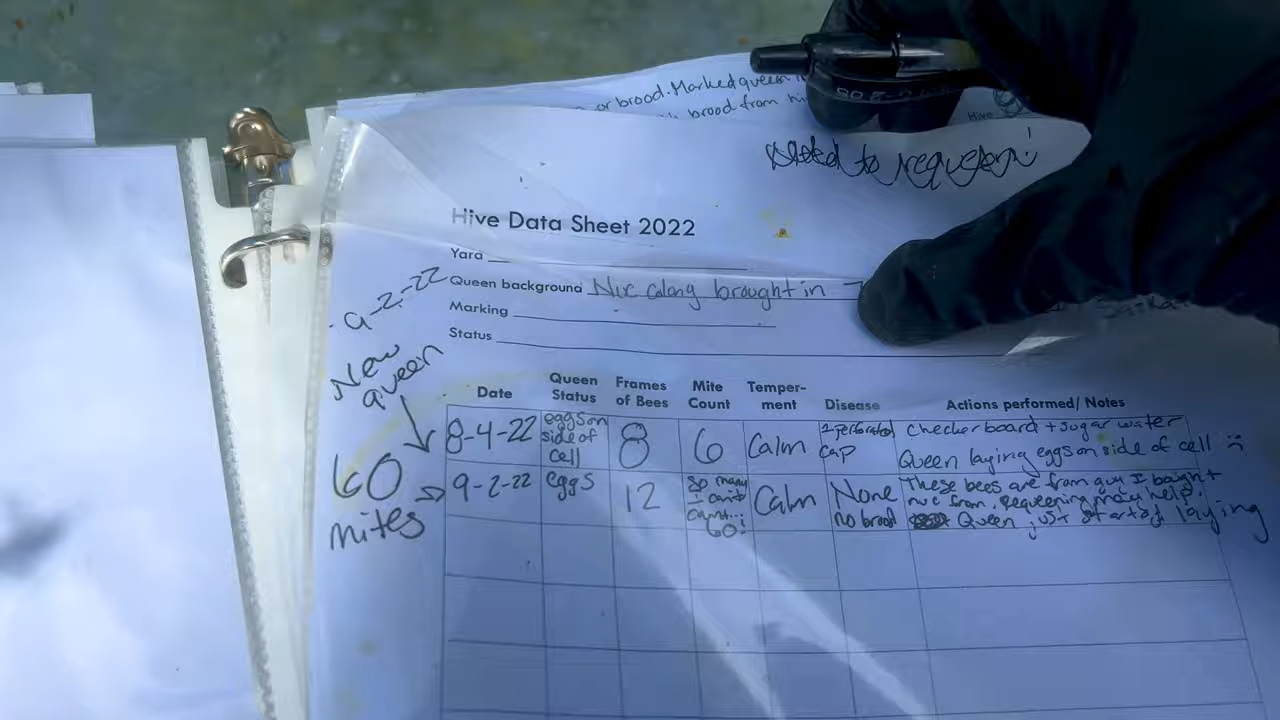 or brood. Marked queen
brood from
Hive
Need to requeen!
Hive Data Sheet 2022
Yara
Queen background Nuc colony brought in
Marking
Status
9-2-22
New
queen
60
mites
Date Queen Status Frames of Bees Mite Count Temper-ment Disease Actions performed/ Notes
8-4-22 eggs on side of cell 8 6 Calm 1 perforated cap Checkerboard + sugar water
Queen laying eggs on side of cell :(
9-2-22 eggs 12 so many I can't count... 60! Calm None no brood These bees are from guy I bought
nuc from. Requeening may help.
Queen just started laying